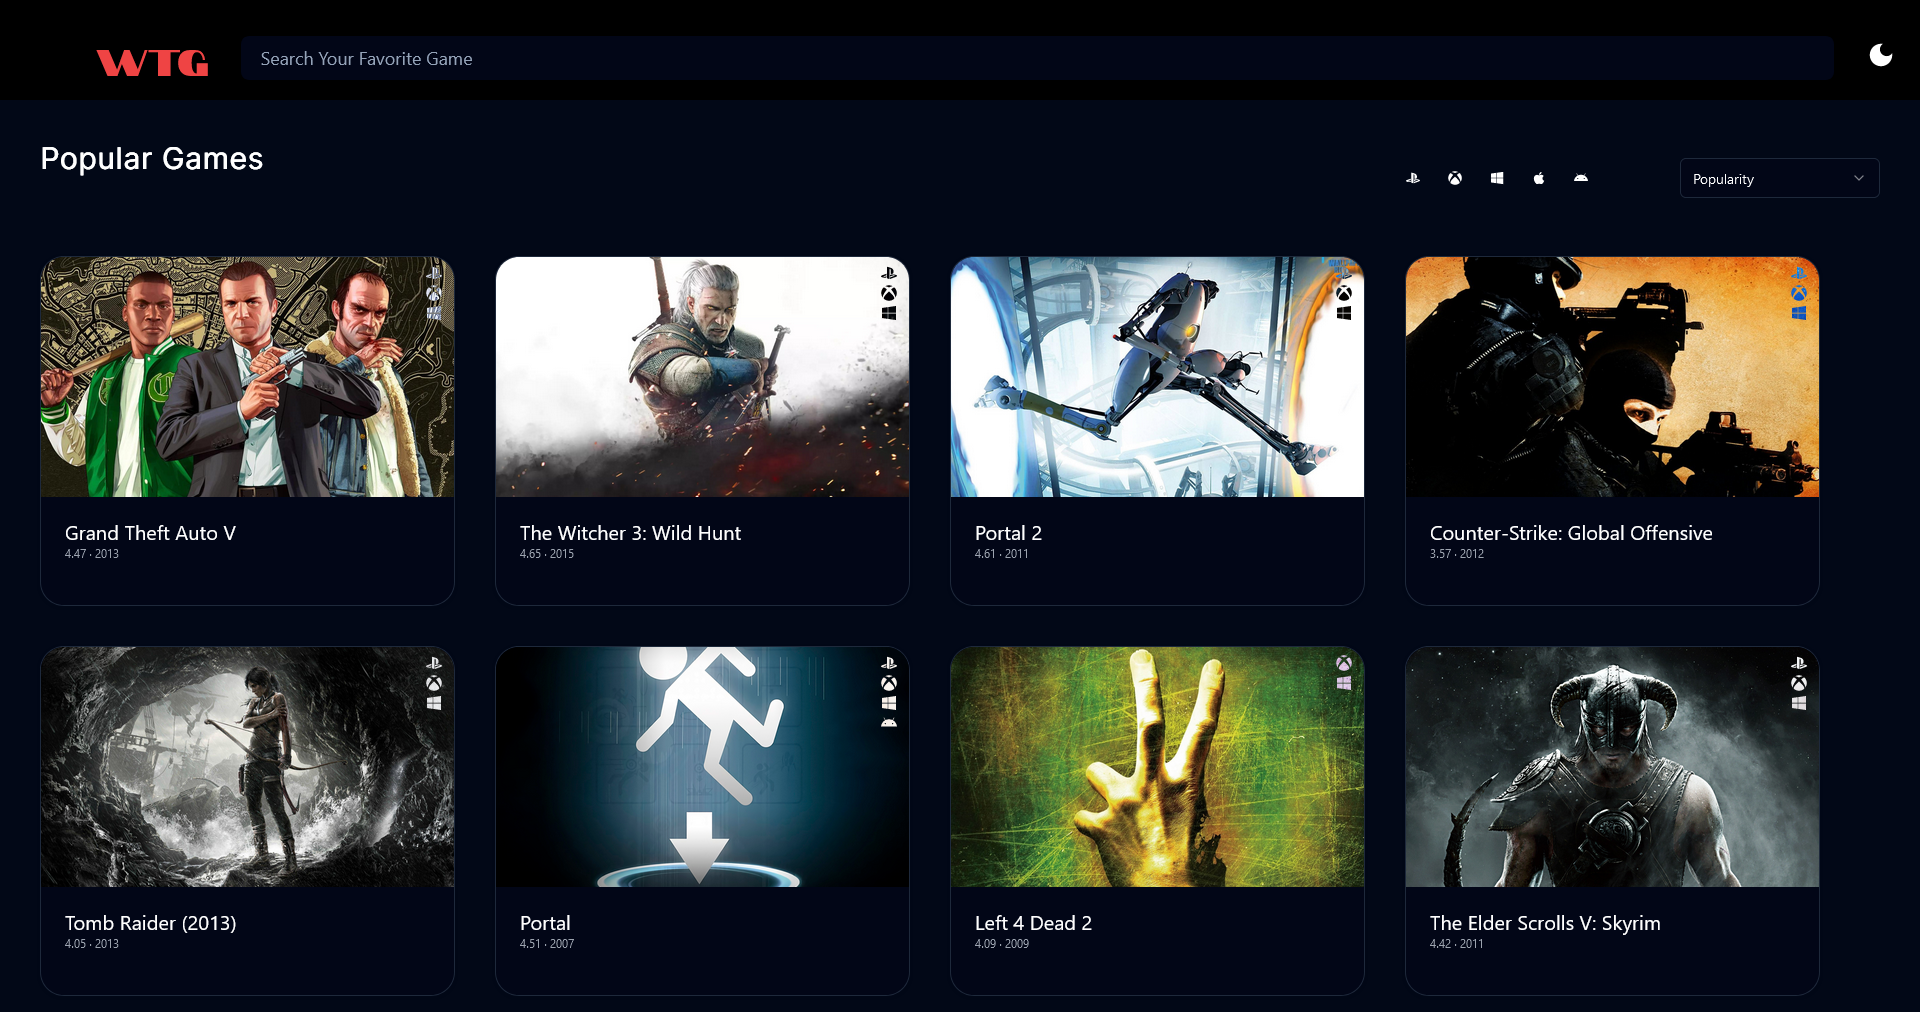 WTG
Search Your Favorite Game
Popular Games
Popularity
Grand Theft Auto V
4.47 · 2013
The Witcher 3: Wild Hunt
4.65 · 2015
Portal 2
4.61 · 2011
Counter-Strike: Global Offensive
3.57 · 2012
Tomb Raider (2013)
4.05 · 2013
Portal
4.51 · 2007
Left 4 Dead 2
4.09 · 2009
The Elder Scrolls V: Skyrim
4.42 · 2011